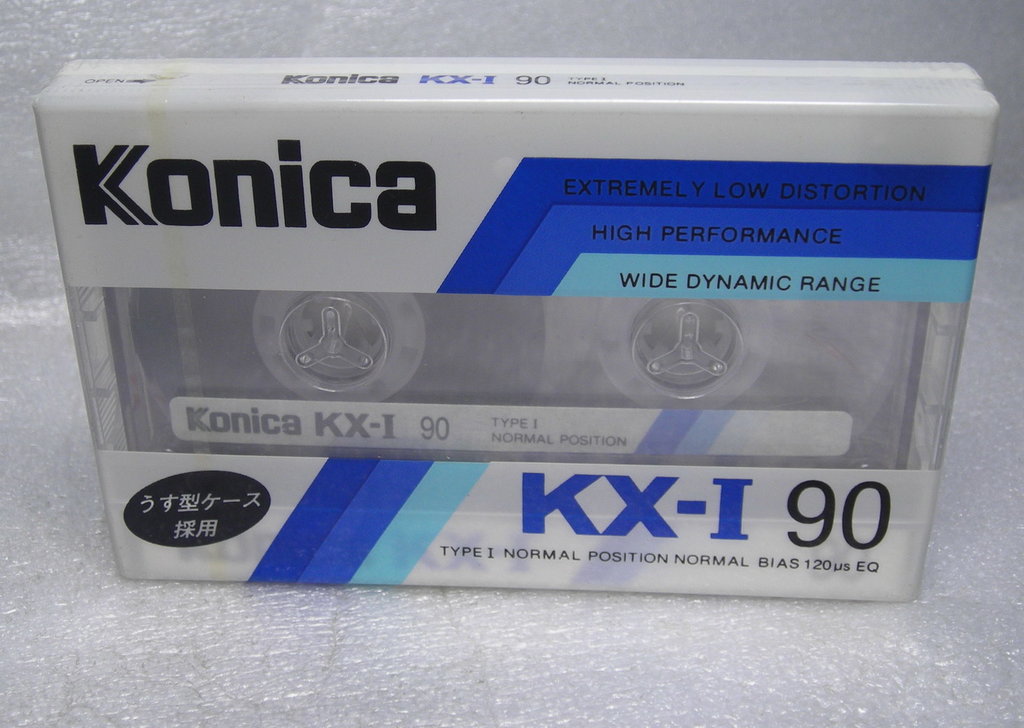 OPEN
Konica KX-I 90 TYPE I
NORMAL POSITION
Konica
EXTREMELY LOW DISTORTION
HIGH PERFORMANCE
WIDE DYNAMIC RANGE
Konica KX-I 90 TYPE I
NORMAL POSITION
うす型ケース
採用
KX-I 90
TYPE I NORMAL POSITION NORMAL BIAS 120μs EQ